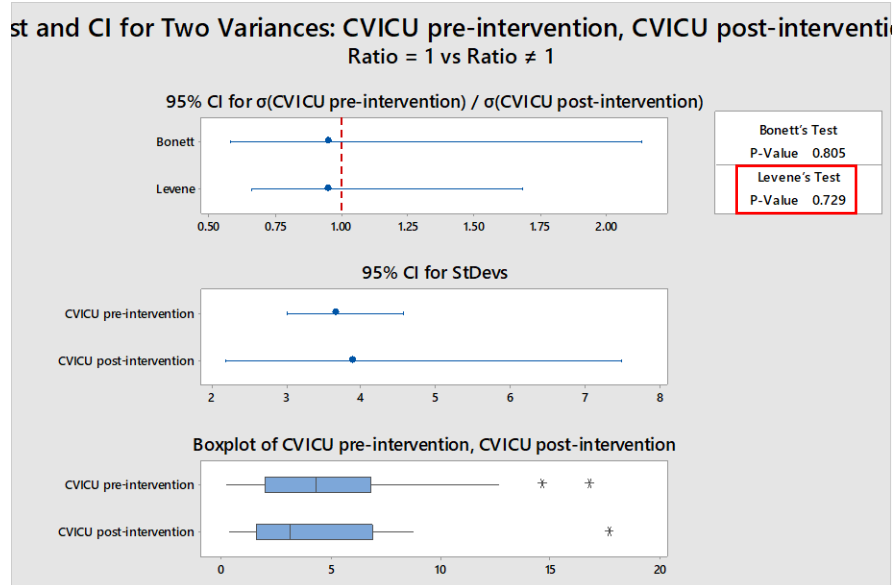 st and CI for Two Variances: CVICU pre-intervention, CVICU post-interventi
Ratio = 1 vs Ratio ≠ 1
95% CI for σ(CVICU pre-intervention) / σ(CVICU post-intervention)
Bonett
Levene
0.50 0.75 1.00 1.25 1.50 1.75 2.00
Bonett's Test
P-Value 0.805
Levene's Test
P-Value 0.729
95% CI for StDevs
CVICU pre-intervention
CVICU post-intervention
2 3 4 5 6 7 8
Boxplot of CVICU pre-intervention, CVICU post-intervention
CVICU pre-intervention
CVICU post-intervention
0 5 10 15 20